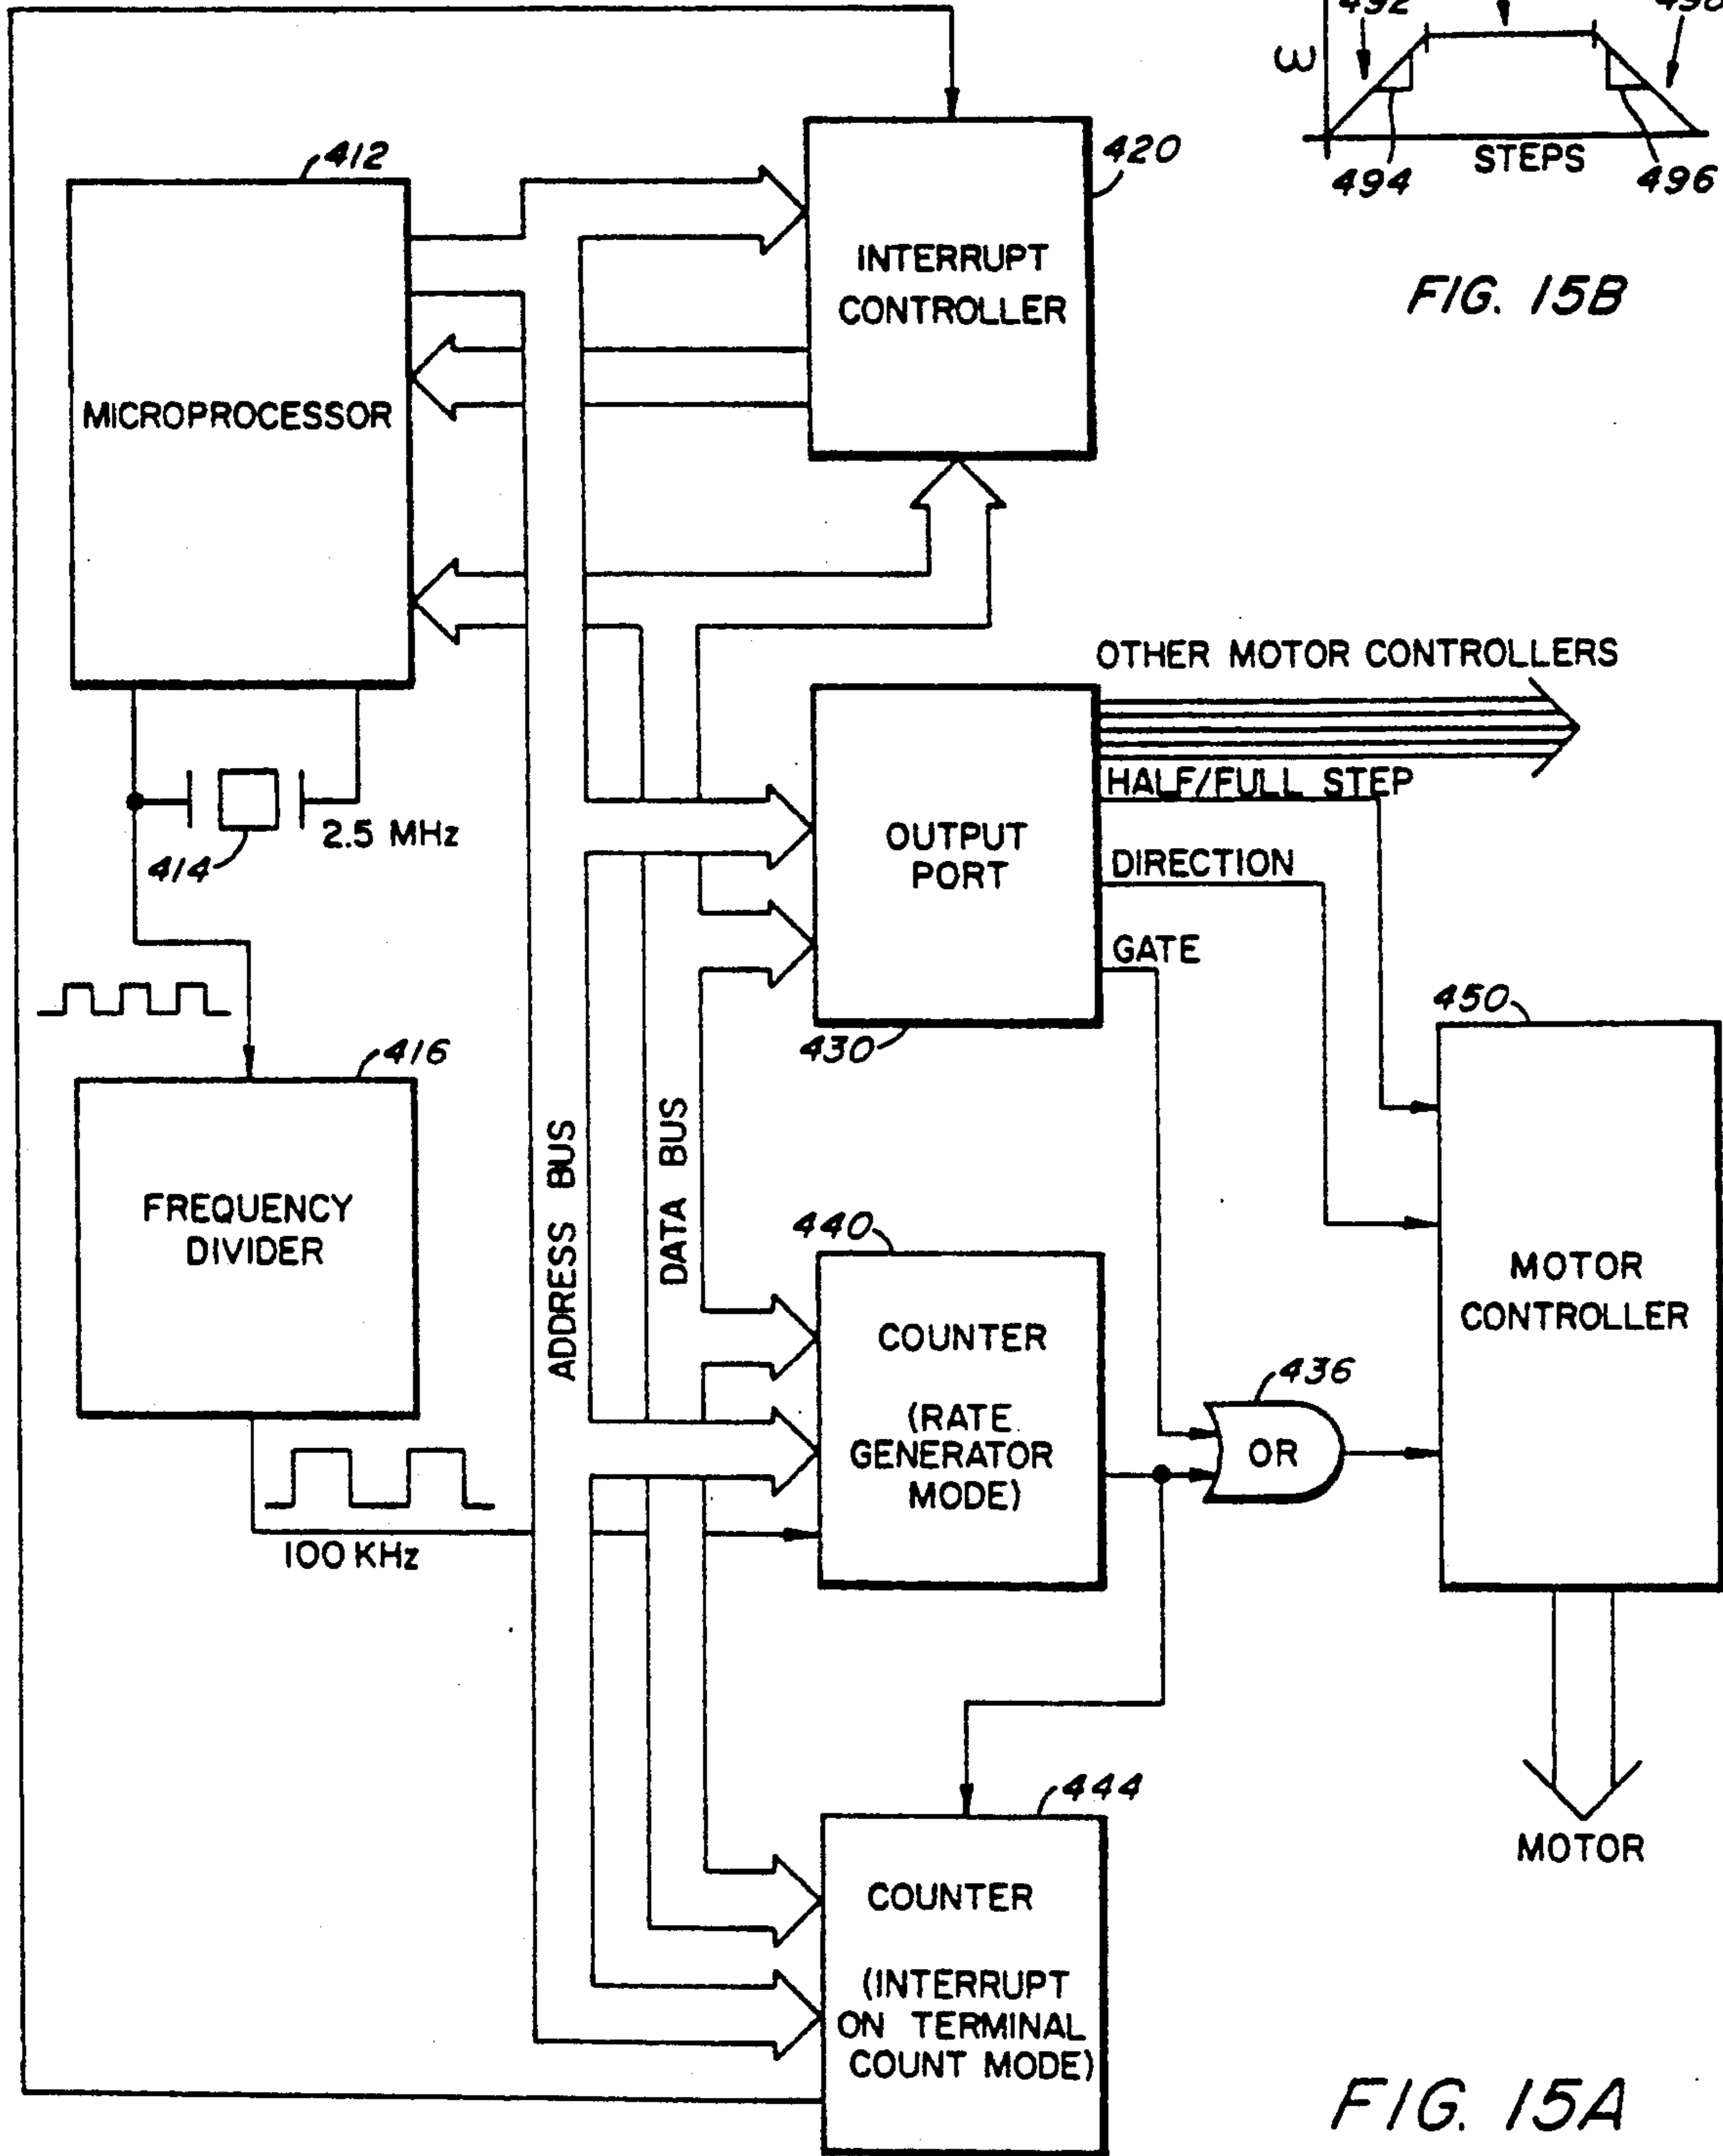 492
ω
STEPS
494
496
FIG. 15B
412
MICROPROCESSOR
420
INTERRUPT
CONTROLLER
414
2.5 MHz
OTHER MOTOR CONTROLLERS
HALF/FULL STEP
DIRECTION
GATE
OUTPUT
PORT
430
416
FREQUENCY
DIVIDER
100 KHz
ADDRESS BUS
DATA BUS
440
COUNTER
(RATE
GENERATOR
MODE)
436
OR
450
MOTOR
CONTROLLER
MOTOR
444
COUNTER
(INTERRUPT
ON TERMINAL
COUNT MODE)
FIG. 15A